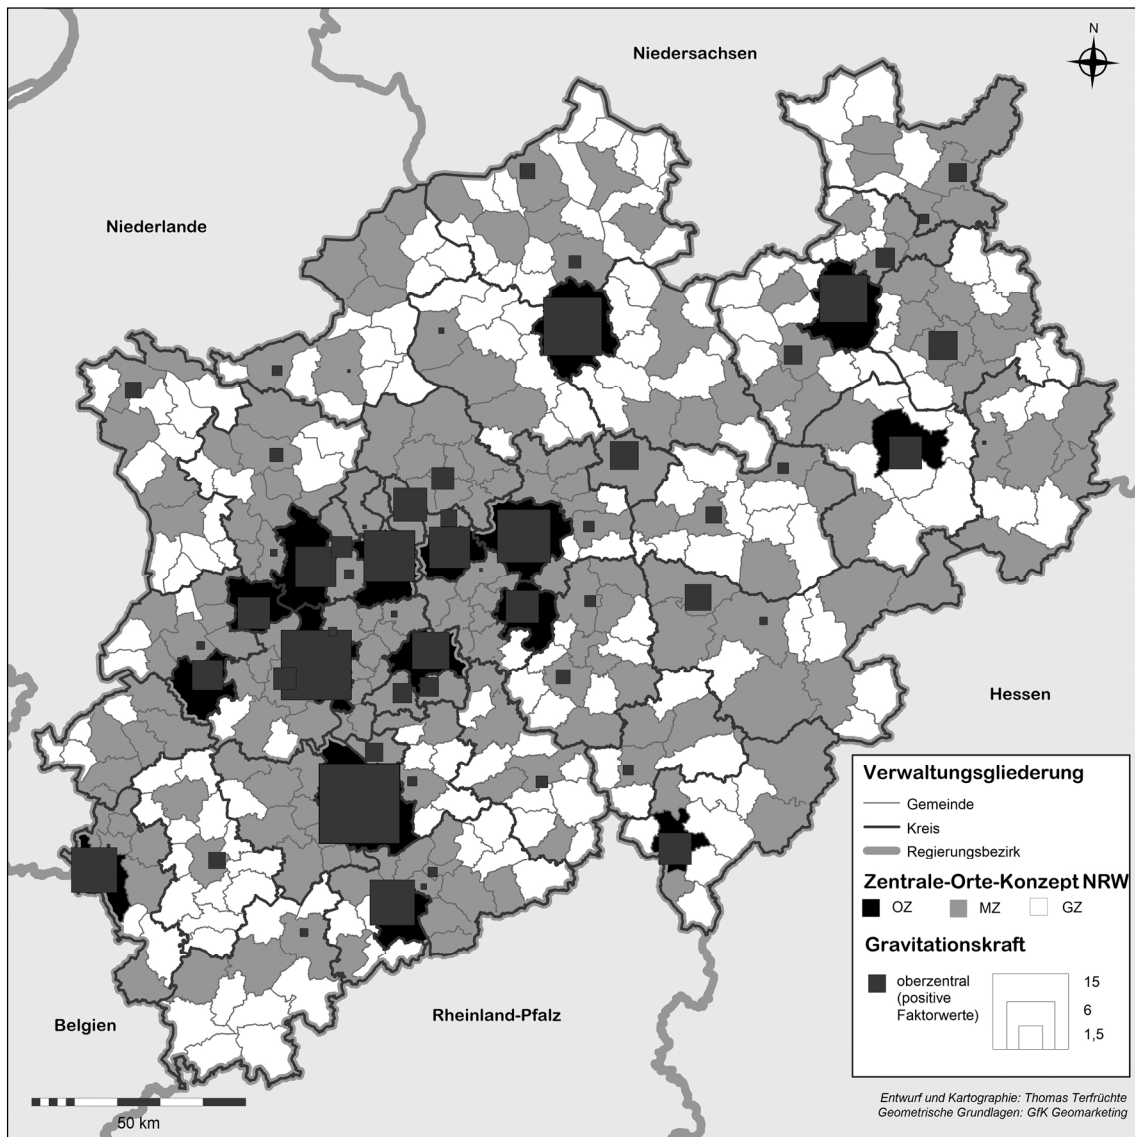 Niedersachsen
N
Niederlande
Hessen
Belgien
Rheinland-Pfalz
50 km
Verwaltungsgliederung
Gemeinde
Kreis
Regierungsbezirk
Zentrale-Orte-Konzept NRW
OZ MZ GZ
Gravitationskraft
oberzentral
(positive
Faktorwerte)
15
6
1,5
Entwurf und Kartographie: Thomas Terfrüchte
Geometrische Grundlagen: GfK Geomarketing